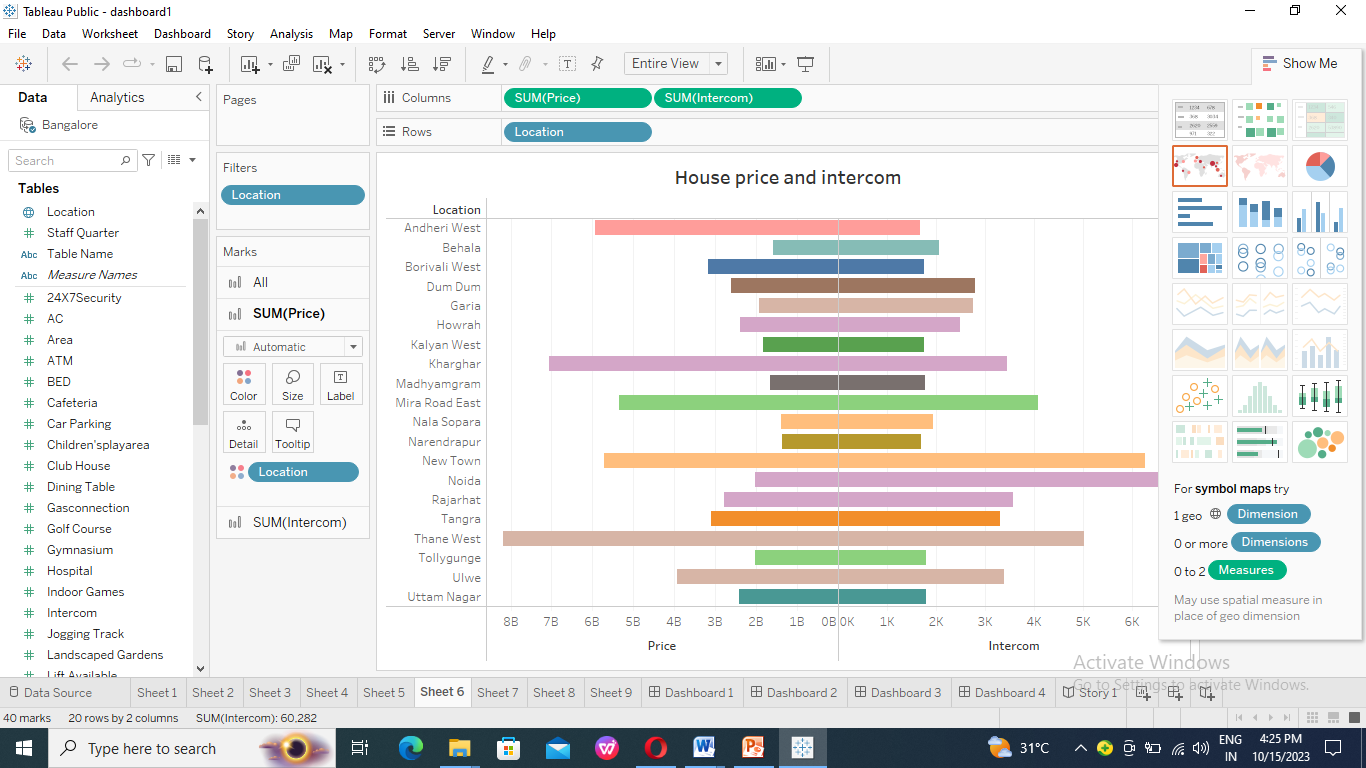 Tableau Public - dashboard1
File Data Worksheet Dashboard Story Analysis Map Format Server Window Help
Entire View
Show Me
Data Analytics
Bangalore
Search
Tables
Location
Staff Quarter
Abc Table Name
Abc Measure Names
24X7Security
AC
Area
ATM
BED
Cafeteria
Car Parking
Children'splayarea
Club House
Dining Table
Gasconnection
Golf Course
Gymnasium
Hospital
Indoor Games
Intercom
Jogging Track
Landscaped Gardens
Lift Available
Pages
Filters
Location
Marks
All
SUM(Price)
Automatic
Color Size Label
Detail Tooltip
Location
SUM(Intercom)
Columns SUM(Price) SUM(Intercom)
Rows Location
House price and intercom
Location
Andheri West
Behala
Borivali West
Dum Dum
Garia
Howrah
Kalyan West
Kharghar
Madhyamgram
Mira Road East
Nala Sopara
Narendrapur
New Town
Noida
Rajarhat
Tangra
Thane West
Tollygunge
Ulwe
Uttam Nagar
8B 7B 6B 5B 4B 3B 2B 1B 0B 0K 1K 2K 3K 4K 5K 6K
Price Intercom
For symbol maps try
1 geo Dimension
0 or more Dimensions
0 to 2 Measures
May use spatial measure in
place of geo dimension
Activate Windows
Go to Settings to activate Windows.
Data Source Sheet 1 Sheet 2 Sheet 3 Sheet 4 Sheet 5 Sheet 6 Sheet 7 Sheet 8 Sheet 9 Dashboard 1 Dashboard 2 Dashboard 3 Dashboard 4 Story 1
40 marks 20 rows by 2 columns SUM(Intercom): 60,282
Type here to search
31°C
ENG
IN
4:25 PM
10/15/2023